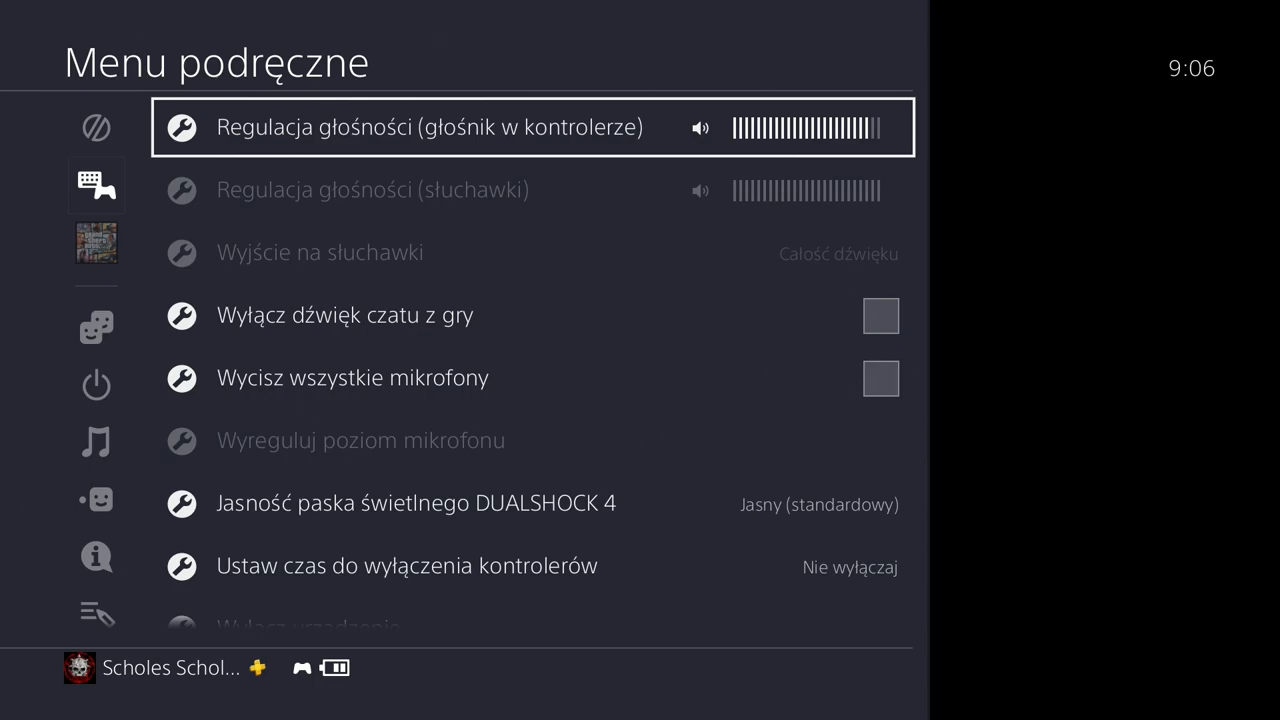 Menu podręczne
9:06
Regulacja głośności (głośnik w kontrolerze)
Regulacja głośności (słuchawki)
Wyjście na słuchawki
Całość dźwięku
Wyłącz dźwięk czatu z gry
Wycisz wszystkie mikrofony
Wyreguluj poziom mikrofonu
Jasność paska świetlnego DUALSHOCK 4
Jasny (standardowy)
Ustaw czas do wyłączenia kontrolerów
Nie wyłączaj
Wyłącz urządzenie
Scholes Schol...